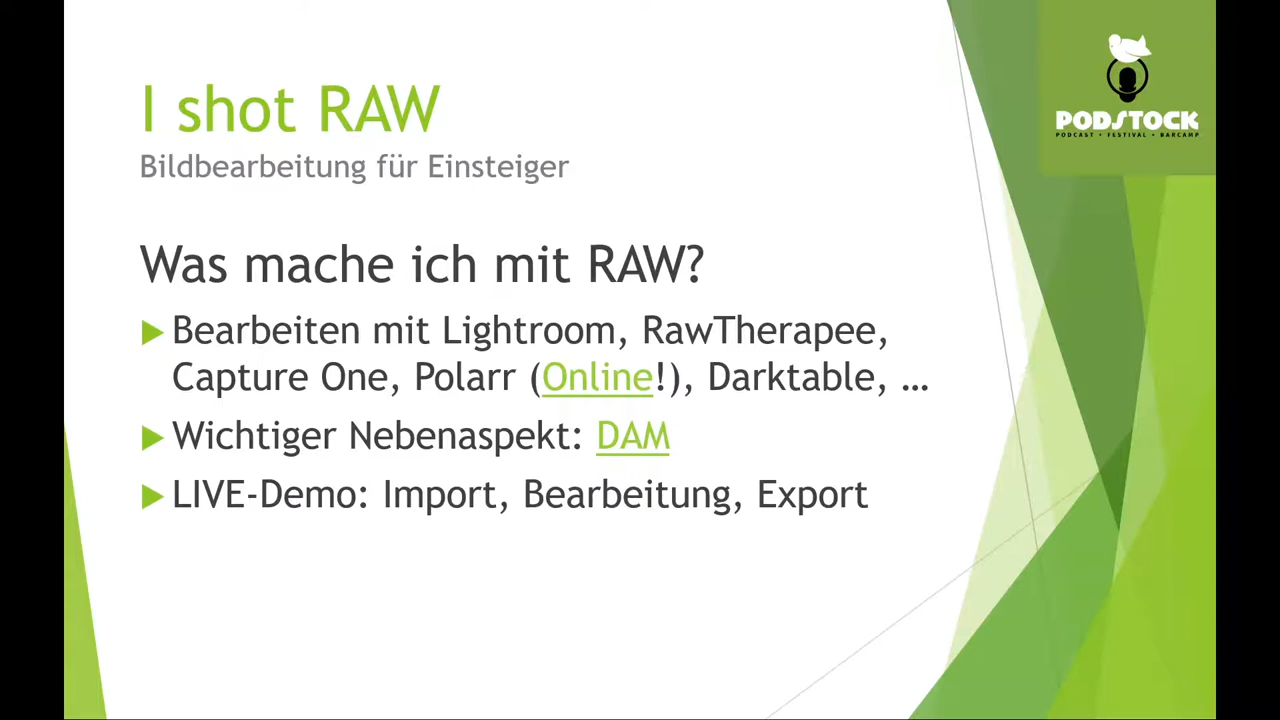 I shot RAW
Bildbearbeitung für Einsteiger
PODSTOCK
PODCAST • FESTIVAL • BARCAMP
Was mache ich mit RAW?
Bearbeiten mit Lightroom, RawTherapee,
Capture One, Polarr (Online!), Darktable, …
Wichtiger Nebenaspekt: DAM
LIVE-Demo: Import, Bearbeitung, Export